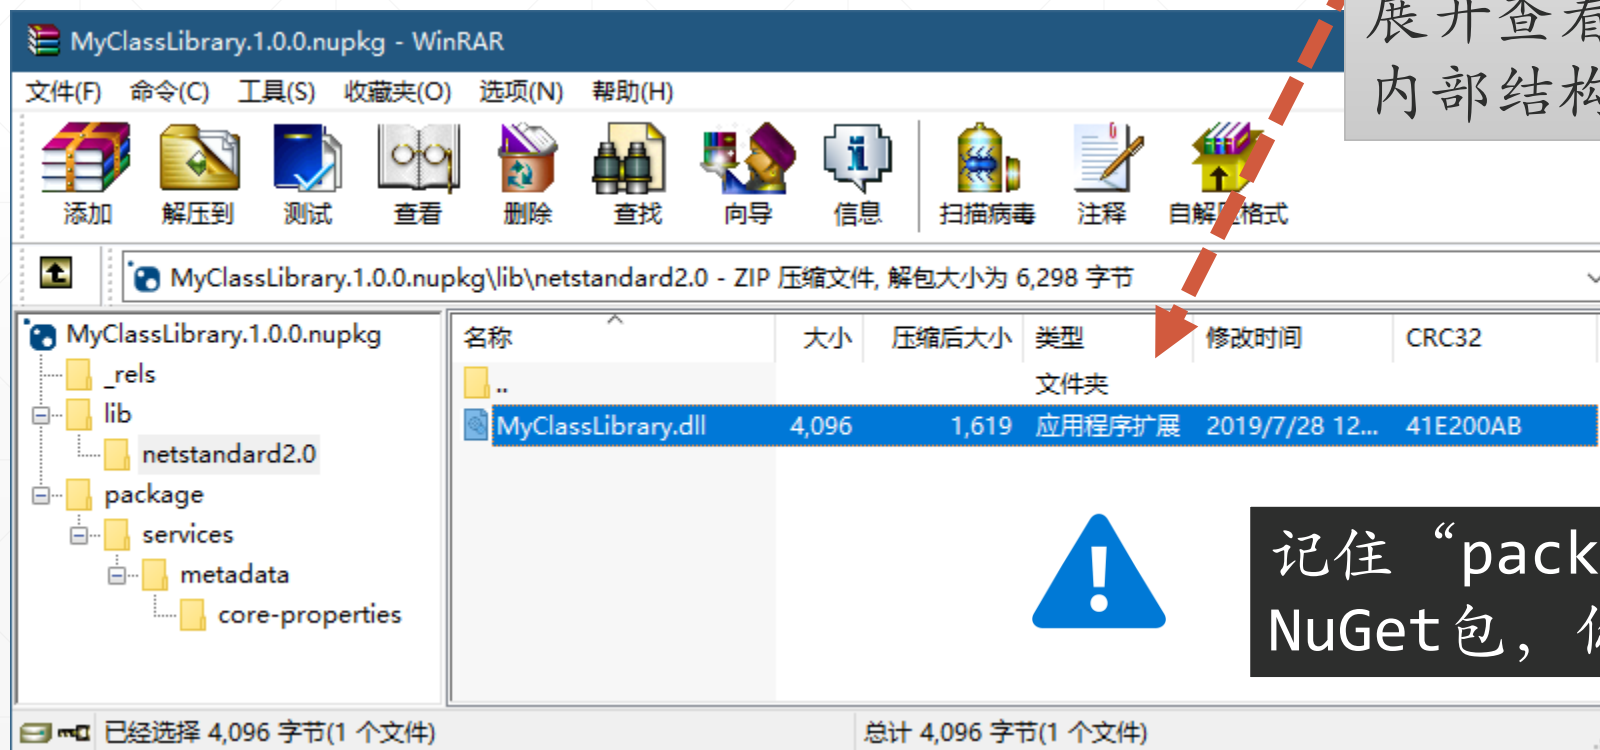 MyClassLibrary.1.0.0.nupkg - WinRAR
展开查看
内部结构
文件(F) 命令(C) 工具(S) 收藏夹(O) 选项(N) 帮助(H)
添加 解压到 测试 查看 删除 查找 向导 信息 扫描病毒 注释 自解压格式
MyClassLibrary.1.0.0.nupkg\lib\netstandard2.0 - ZIP 压缩文件, 解包大小为 6,298 字节
MyClassLibrary.1.0.0.nupkg
_rels
lib
netstandard2.0
package
services
metadata
core-properties
名称 大小 压缩后大小 类型 修改时间 CRC32
.. 文件夹
MyClassLibrary.dll 4,096 1,619 应用程序扩展 2019/7/28 12... 41E200AB
记住“pack
NuGet包，
已经选择 4,096 字节(1 个文件)
总计 4,096 字节(1 个文件)